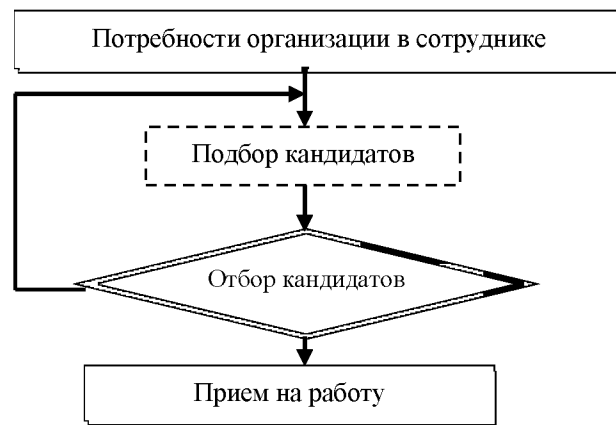 Потребности организации в сотруднике
Подбор кандидатов
Отбор кандидатов
Прием на работу